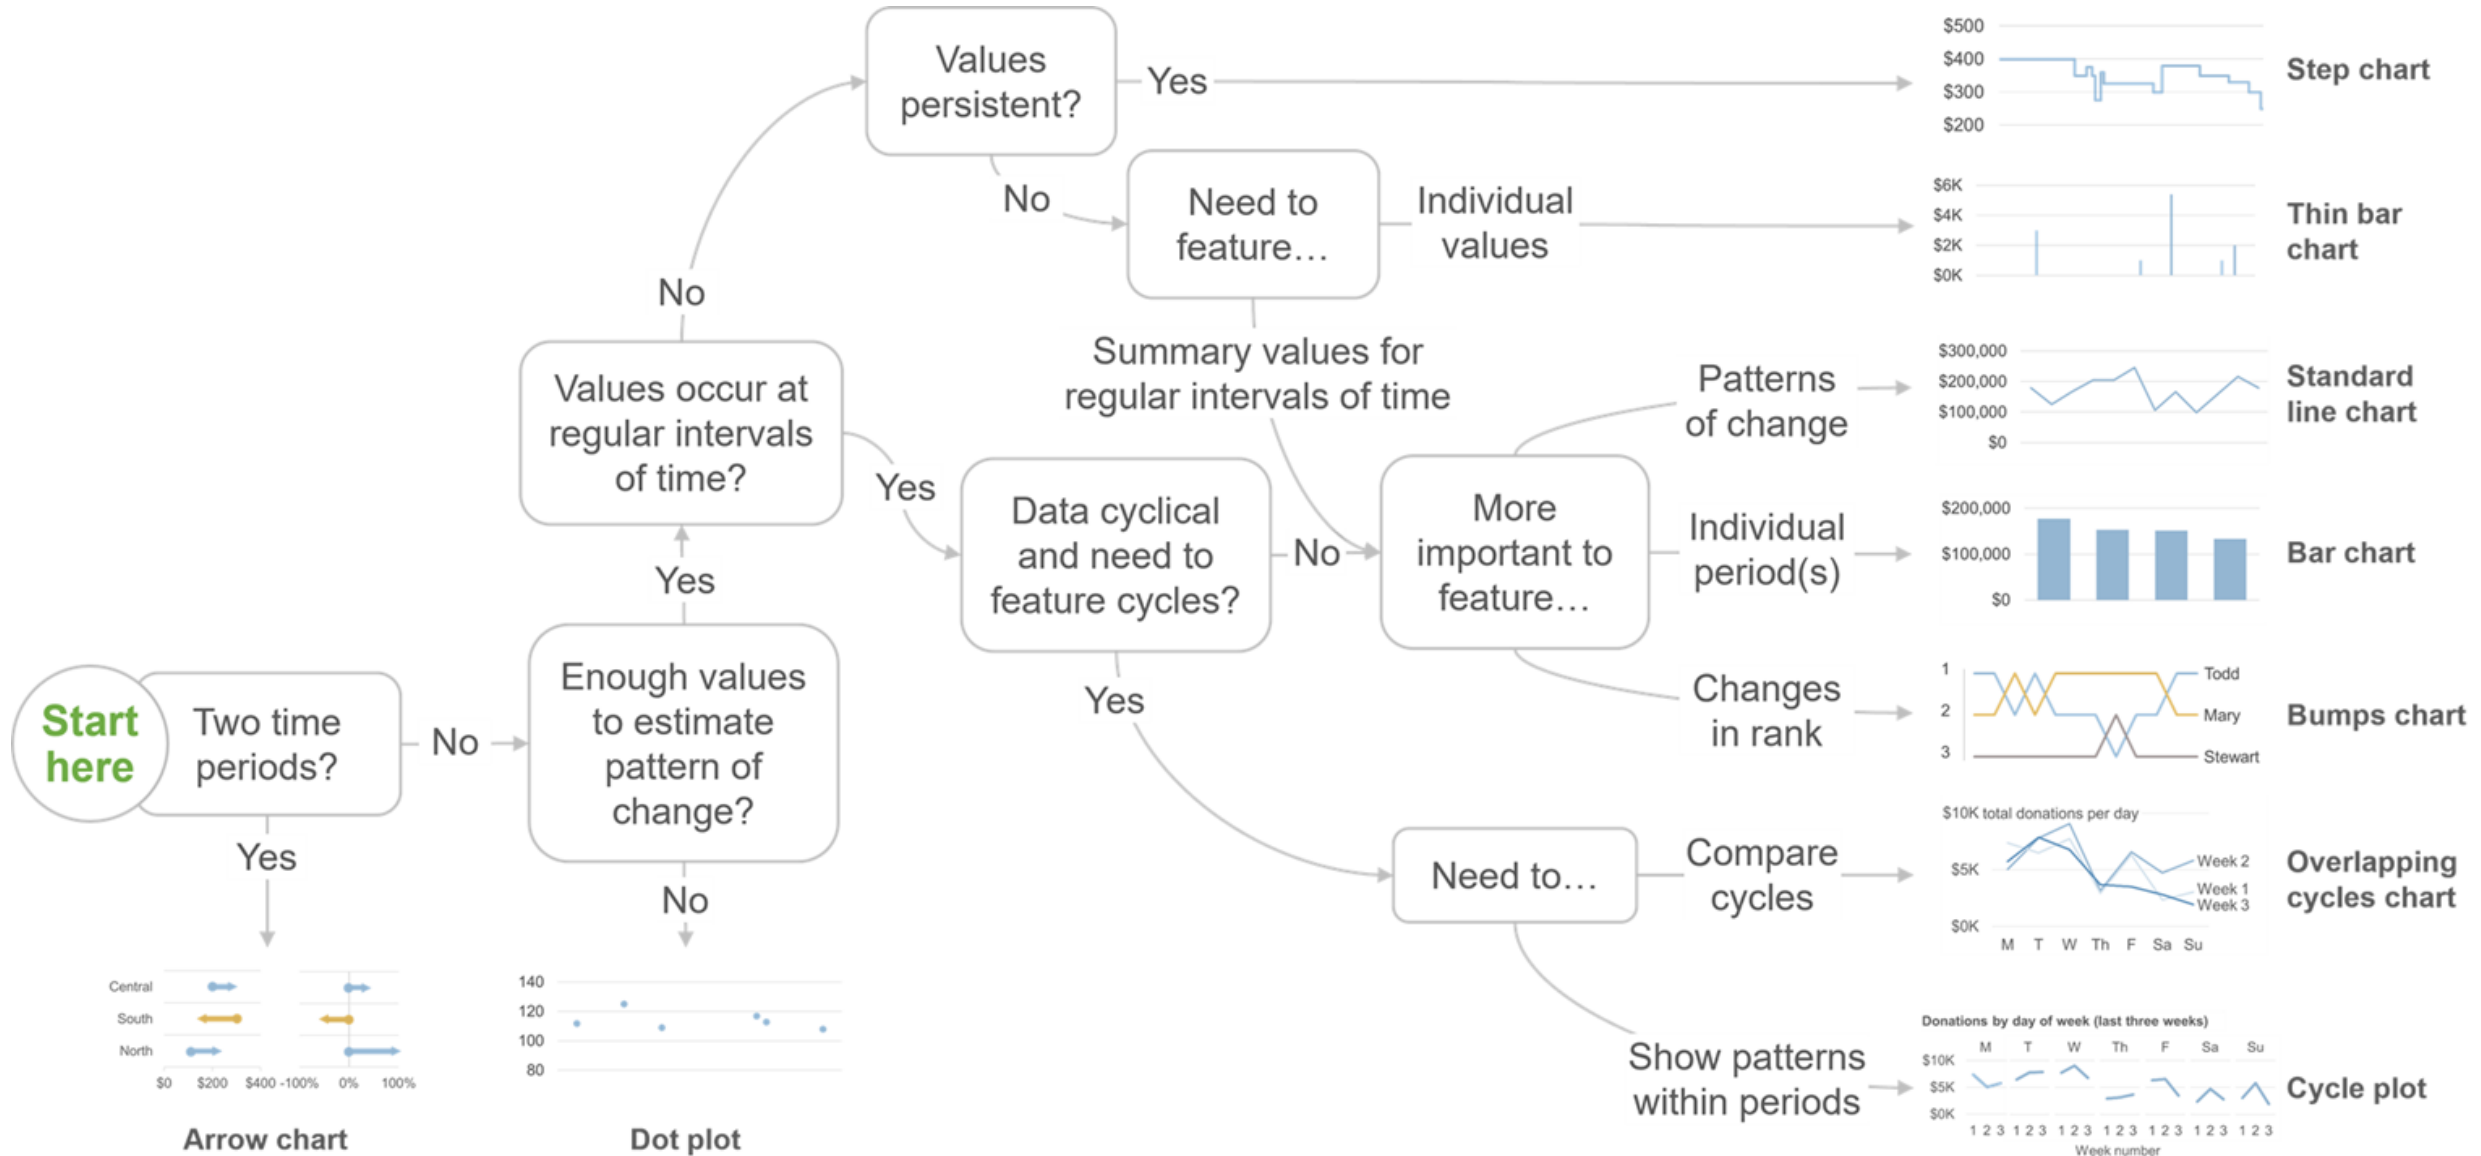 Start
here
Two time
periods?
Yes
No
Central
South
North
$0
$200
$400
-100%
0%
100%
Arrow chart
Enough values
to estimate
pattern of
change?
No
140
120
100
80
Dot plot
Yes
Values occur at
regular intervals
of time?
No
Values
persistent?
Yes
$500
$400
$300
$200
Step chart
No
Need to
feature…
Individual
values
$6K
$4K
$2K
$0K
Thin bar
chart
Summary values for
regular intervals of time
Yes
Data cyclical
and need to
feature cycles?
No
More
important to
feature…
Patterns
of change
$300,000
$200,000
$100,000
$0
Standard
line chart
Individual
period(s)
$200,000
$100,000
$0
Bar chart
Changes
in rank
1
2
3
Todd
Mary
Stewart
Bumps chart
Yes
Need to…
Compare
cycles
$10K total donations per day
$5K
$0K
Week 2
Week 1
Week 3
M T W Th F Sa Su
Overlapping
cycles chart
Show patterns
within periods
Donations by day of week (last three weeks)
M T W Th F Sa Su
$10K
$5K
$0K
1 2 3 1 2 3 1 2 3 1 2 3 1 2 3 1 2 3 1 2 3
Week number
Cycle plot